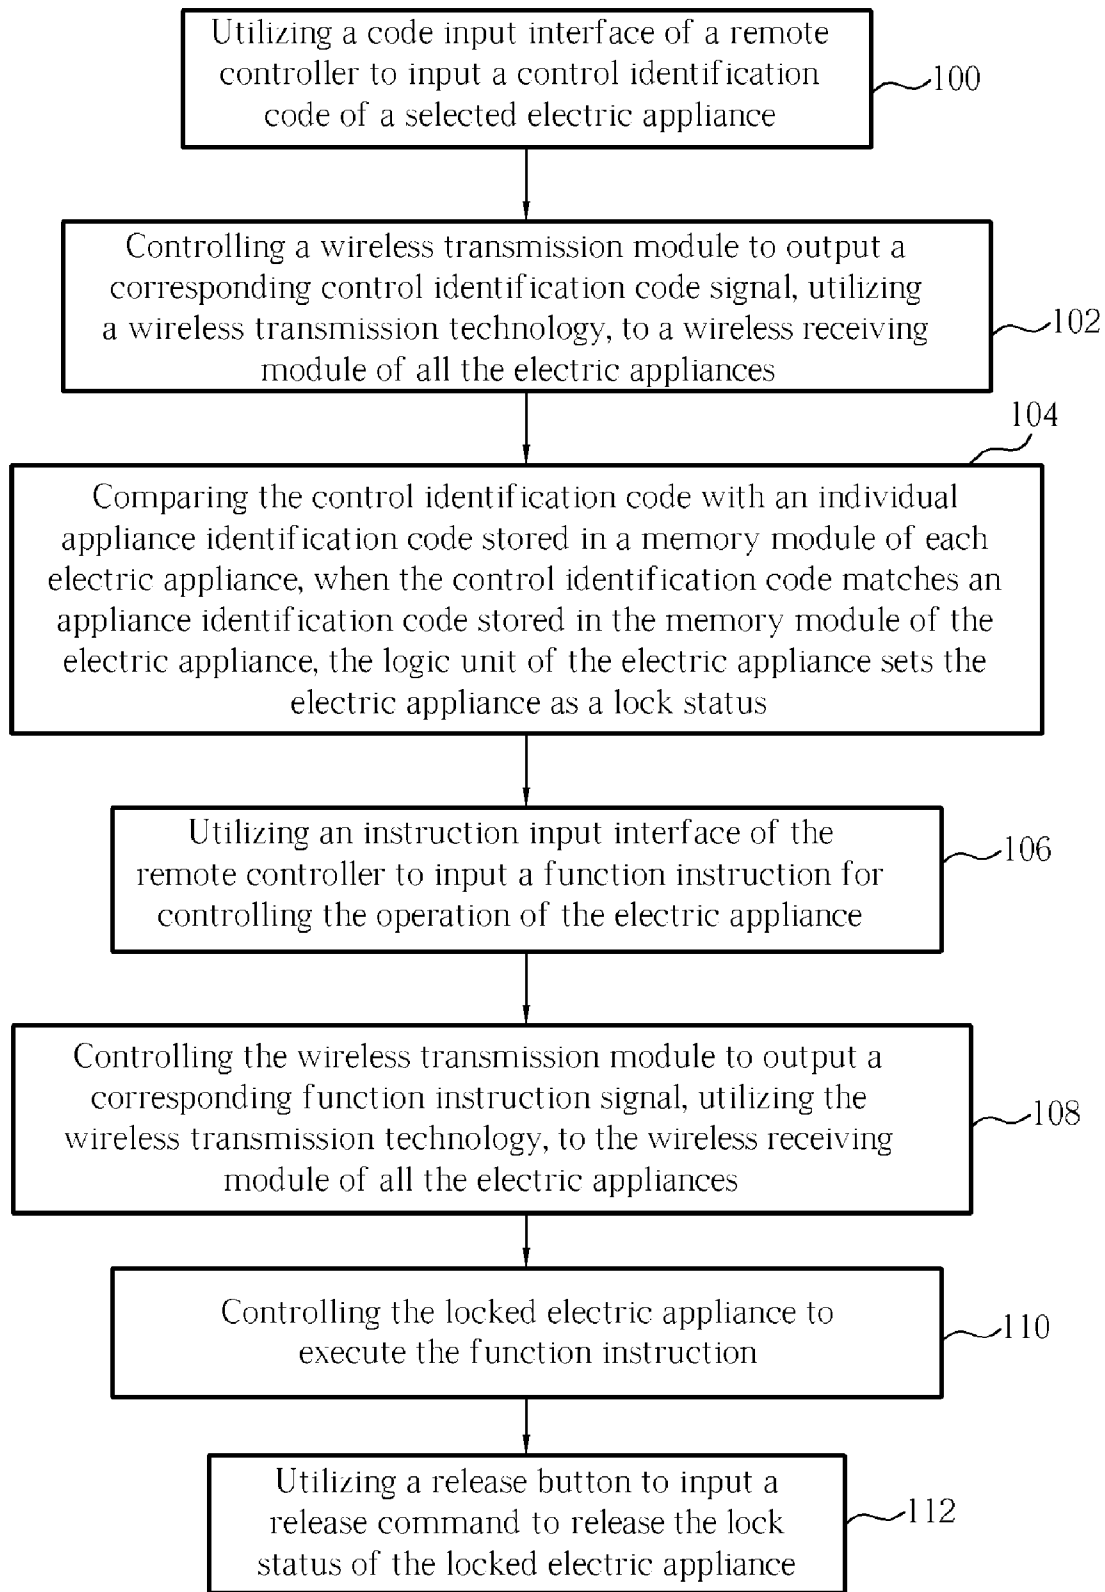 Utilizing a code input interface of a remote
controller to input a control identification
code of a selected electric appliance
100
Controlling a wireless transmission module to output a
corresponding control identification code signal, utilizing
a wireless transmission technology, to a wireless receiving
module of all the electric appliances
102
104
Comparing the control identification code with an individual
appliance identification code stored in a memory module of each
electric appliance, when the control identification code matches an
appliance identification code stored in the memory module of the
electric appliance, the logic unit of the electric appliance sets the
electric appliance as a lock status
Utilizing an instruction input interface of the
remote controller to input a function instruction for
controlling the operation of the electric appliance
106
Controlling the wireless transmission module to output a
corresponding function instruction signal, utilizing the
wireless transmission technology, to the wireless receiving
module of all the electric appliances
108
Controlling the locked electric appliance to
execute the function instruction
110
Utilizing a release button to input a
release command to release the lock
status of the locked electric appliance
112